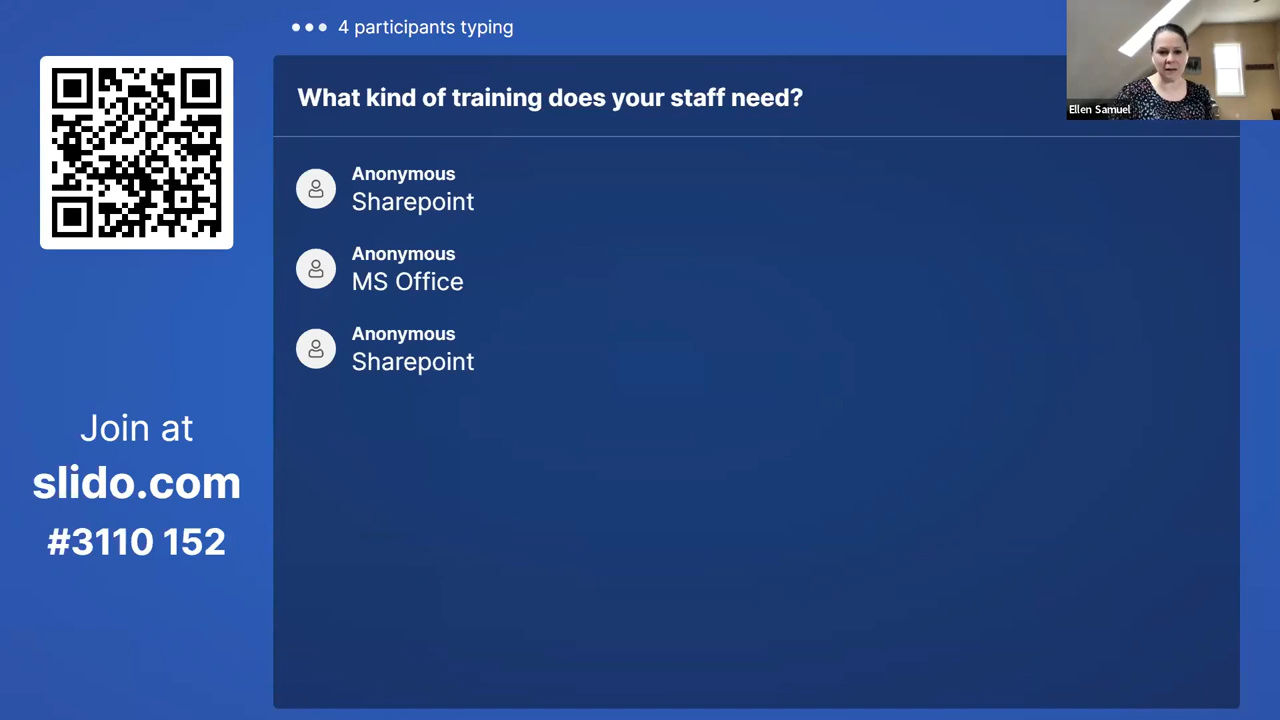 4 participants typing
What kind of training does your staff need?
Ellen Samuel
Anonymous
Sharepoint
Anonymous
MS Office
Anonymous
Sharepoint
Join at
slido.com
#3110 152